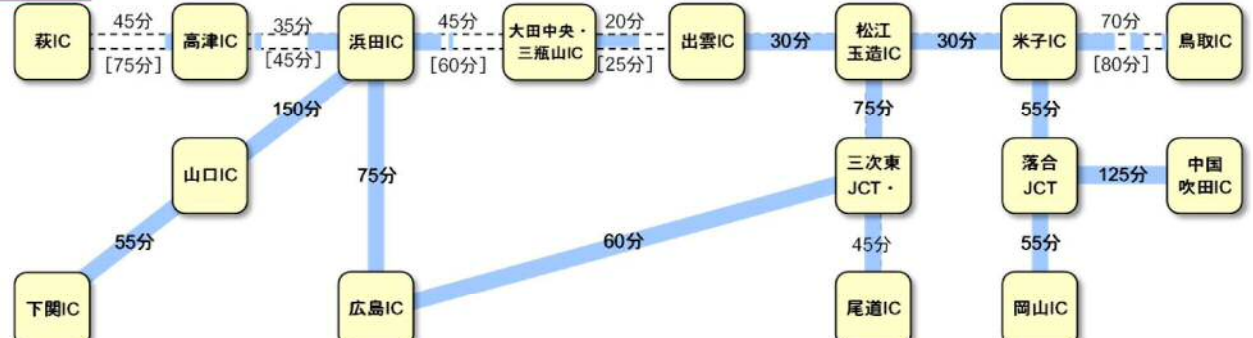 45分
35分
45分
20分
70分
萩IC
高津IC
浜田IC
大田中央・
三瓶山IC
出雲IC
30分
松江
玉造IC
30分
米子IC
鳥取IC
[75分]
[45分]
[60分]
[25分]
[80分]
150分
75分
55分
山口IC
75分
三次東
JCT・
落合
JCT
125分
中国
吹田IC
55分
60分
45分
55分
下関IC
広島IC
尾道IC
岡山IC